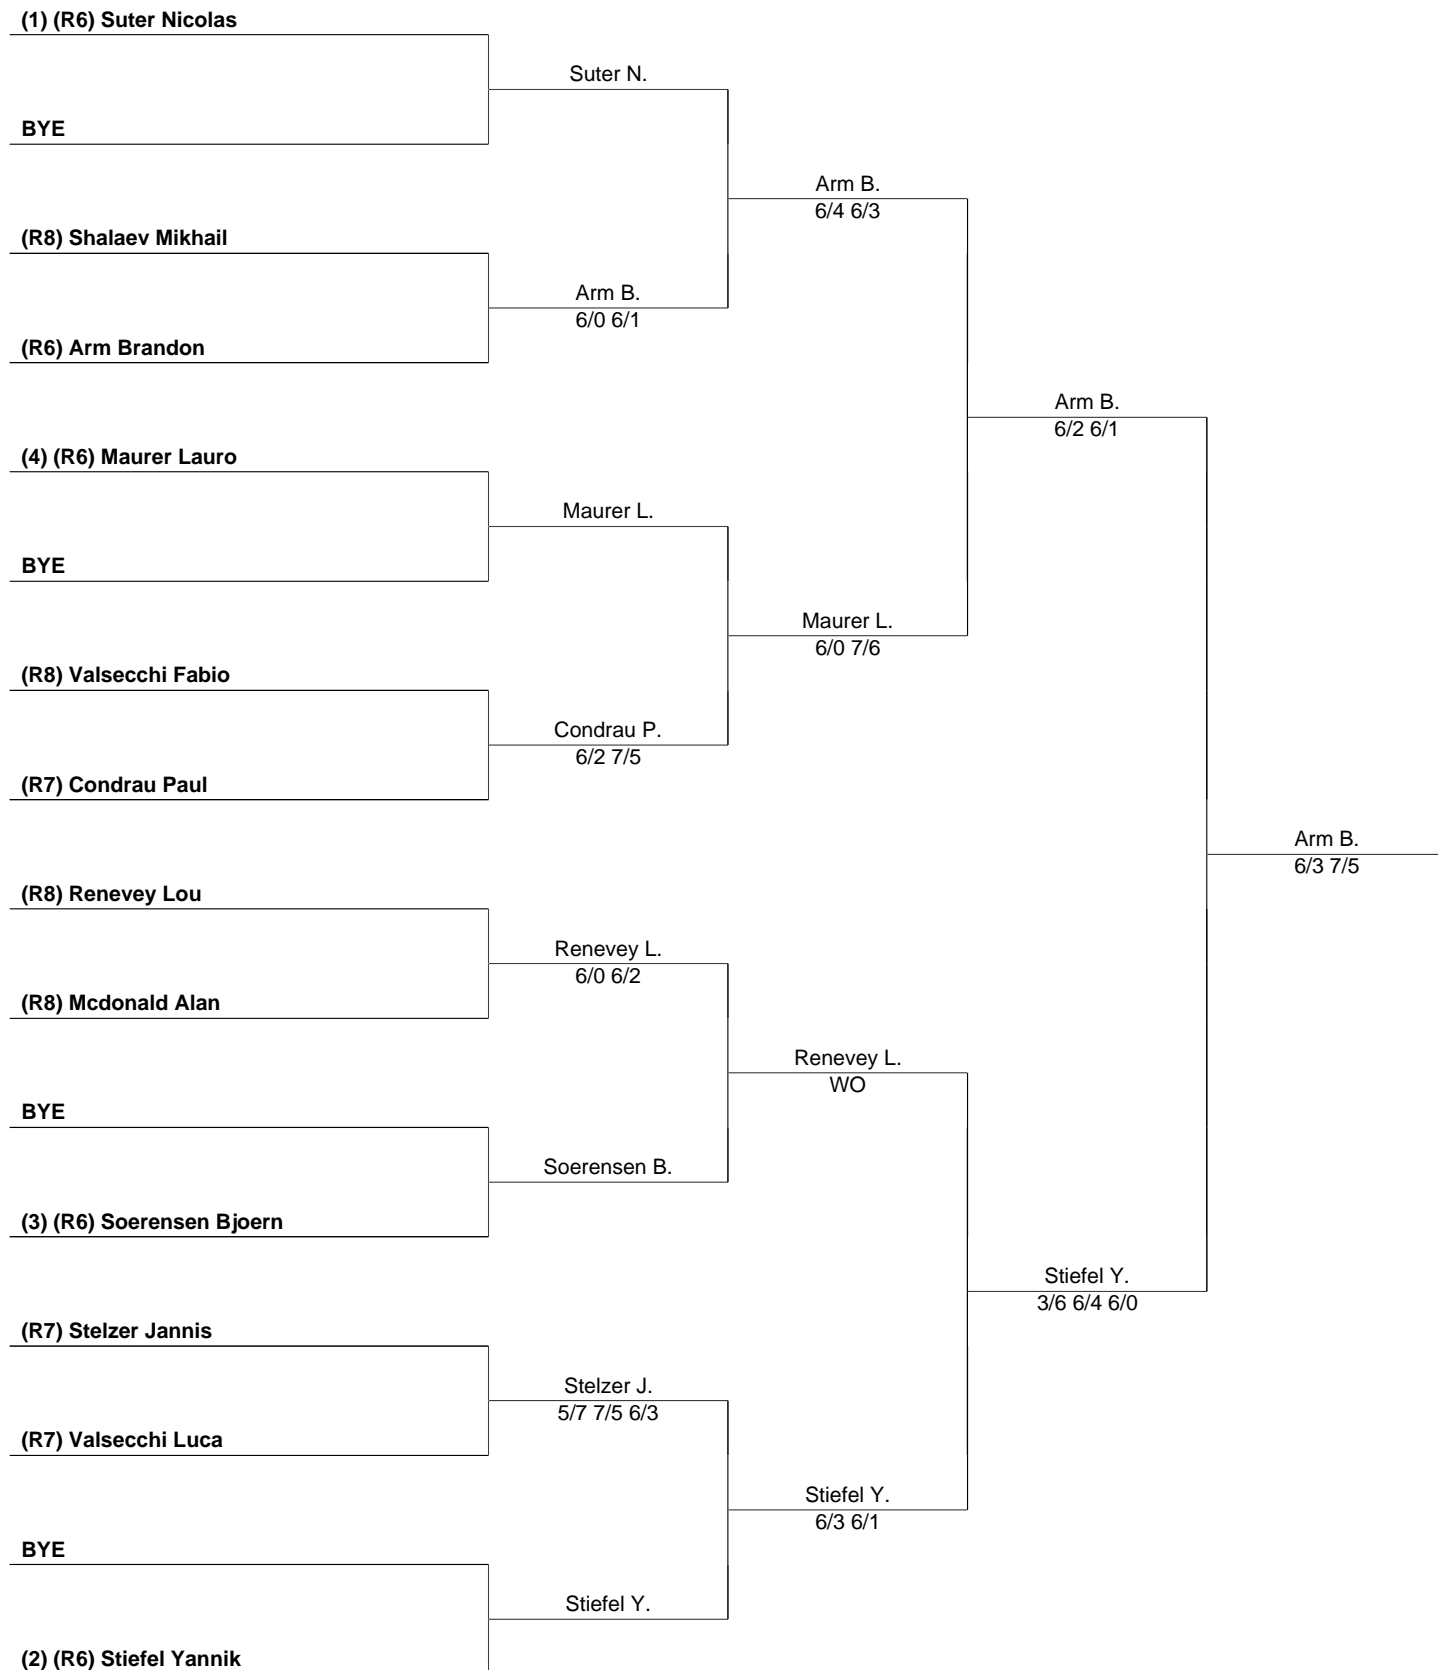 (1) (R6) Suter Nicolas
Suter N.
BYE
Arm B.
6/4 6/3
(R8) Shalaev Mikhail
Arm B.
6/0 6/1
(R6) Arm Brandon
Arm B.
6/2 6/1
(4) (R6) Maurer Lauro
Maurer L.
BYE
Maurer L.
6/0 7/6
(R8) Valsecchi Fabio
Condrau P.
6/2 7/5
(R7) Condrau Paul
Arm B.
6/3 7/5
(R8) Renevey Lou
Renevey L.
6/0 6/2
(R8) Mcdonald Alan
Renevey L.
WO
BYE
Soerensen B.
(3) (R6) Soerensen Bjoern
Stiefel Y.
3/6 6/4 6/0
(R7) Stelzer Jannis
Stelzer J.
5/7 7/5 6/3
(R7) Valsecchi Luca
Stiefel Y.
6/3 6/1
BYE
Stiefel Y.
(2) (R6) Stiefel Yannik